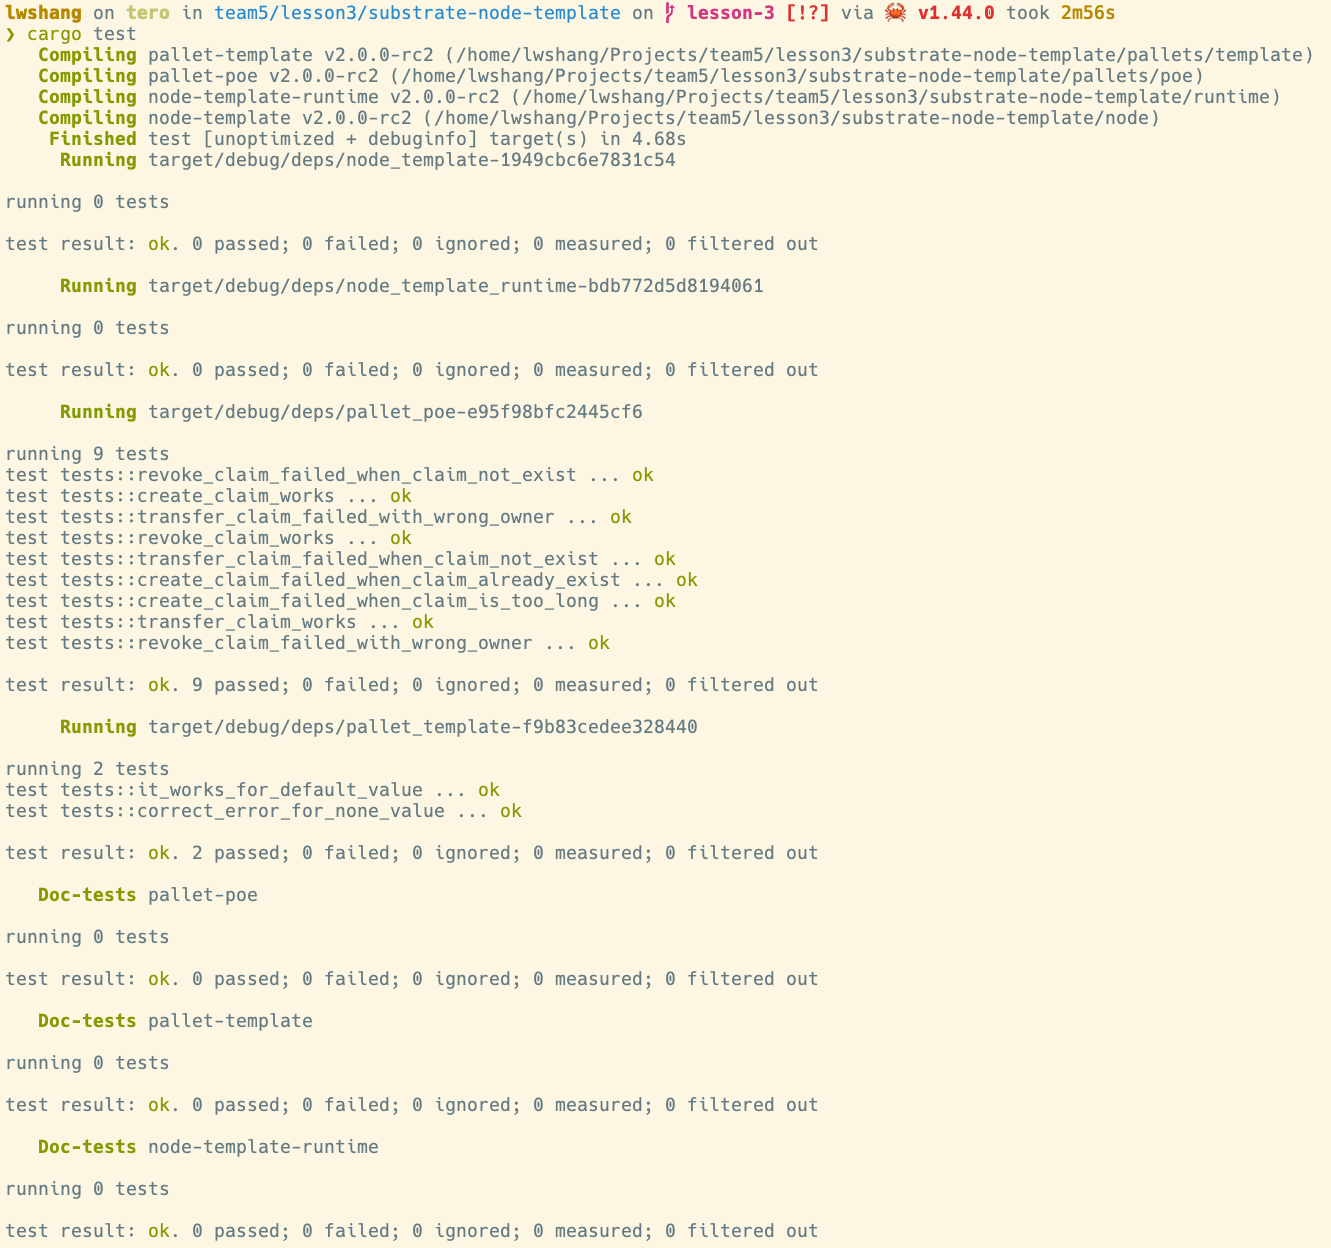 lwshang on tero in team5/lesson3/substrate-node-template on lesson-3 [!?] via 🦀 v1.44.0 took 2m56s
❯ cargo test
   Compiling pallet-template v2.0.0-rc2 (/home/lwshang/Projects/team5/lesson3/substrate-node-template/pallets/template)
   Compiling pallet-poe v2.0.0-rc2 (/home/lwshang/Projects/team5/lesson3/substrate-node-template/pallets/poe)
   Compiling node-template-runtime v2.0.0-rc2 (/home/lwshang/Projects/team5/lesson3/substrate-node-template/runtime)
   Compiling node-template v2.0.0-rc2 (/home/lwshang/Projects/team5/lesson3/substrate-node-template/node)
    Finished test [unoptimized + debuginfo] target(s) in 4.68s
     Running target/debug/deps/node_template-1949cbc6e7831c54
running 0 tests
test result: ok. 0 passed; 0 failed; 0 ignored; 0 measured; 0 filtered out
     Running target/debug/deps/node_template_runtime-bdb772d5d8194061
running 0 tests
test result: ok. 0 passed; 0 failed; 0 ignored; 0 measured; 0 filtered out
     Running target/debug/deps/pallet_poe-e95f98bfc2445cf6
running 9 tests
test tests::revoke_claim_failed_when_claim_not_exist ... ok
test tests::create_claim_works ... ok
test tests::transfer_claim_failed_with_wrong_owner ... ok
test tests::revoke_claim_works ... ok
test tests::transfer_claim_failed_when_claim_not_exist ... ok
test tests::create_claim_failed_when_claim_already_exist ... ok
test tests::create_claim_failed_when_claim_is_too_long ... ok
test tests::transfer_claim_works ... ok
test tests::revoke_claim_failed_with_wrong_owner ... ok
test result: ok. 9 passed; 0 failed; 0 ignored; 0 measured; 0 filtered out
     Running target/debug/deps/pallet_template-f9b83cedee328440
running 2 tests
test tests::it_works_for_default_value ... ok
test tests::correct_error_for_none_value ... ok
test result: ok. 2 passed; 0 failed; 0 ignored; 0 measured; 0 filtered out
   Doc-tests pallet-poe
running 0 tests
test result: ok. 0 passed; 0 failed; 0 ignored; 0 measured; 0 filtered out
   Doc-tests pallet-template
running 0 tests
test result: ok. 0 passed; 0 failed; 0 ignored; 0 measured; 0 filtered out
   Doc-tests node-template-runtime
running 0 tests
test result: ok. 0 passed; 0 failed; 0 ignored; 0 measured; 0 filtered out